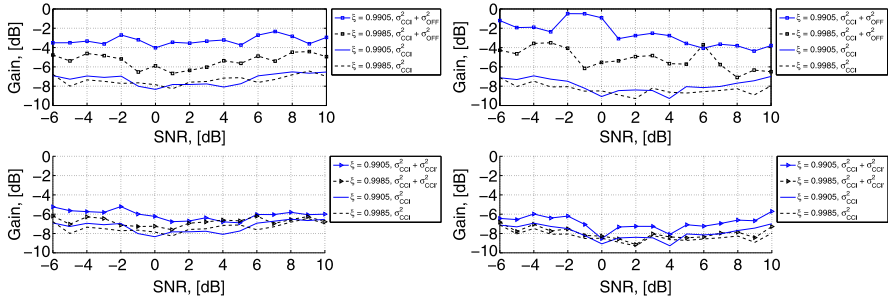 Gain, [dB]
0
−2
−4
−6
−8
−10
−6 −4 −2 0 2 4 6 8 10
SNR, [dB]
ξ = 0.9905, σ²CCI + σ²OFF
ξ = 0.9985, σ²CCI + σ²OFF
ξ = 0.9905, σ²CCI
ξ = 0.9985, σ²CCI
Gain, [dB]
0
−2
−4
−6
−8
−10
−6 −4 −2 0 2 4 6 8 10
SNR, [dB]
ξ = 0.9905, σ²CCI + σ²OFF
ξ = 0.9985, σ²CCI + σ²OFF
ξ = 0.9905, σ²CCI
ξ = 0.9985, σ²CCI
Gain, [dB]
0
−2
−4
−6
−8
−10
−6 −4 −2 0 2 4 6 8 10
SNR, [dB]
ξ = 0.9905, σ²CCI + σ²CCI'
ξ = 0.9985, σ²CCI + σ²CCI'
ξ = 0.9905, σ²CCI
ξ = 0.9985, σ²CCI
Gain, [dB]
0
−2
−4
−6
−8
−10
−6 −4 −2 0 2 4 6 8 10
SNR, [dB]
ξ = 0.9905, σ²CCI + σ²CCI'
ξ = 0.9985, σ²CCI + σ²CCI'
ξ = 0.9905, σ²CCI
ξ = 0.9985, σ²CCI